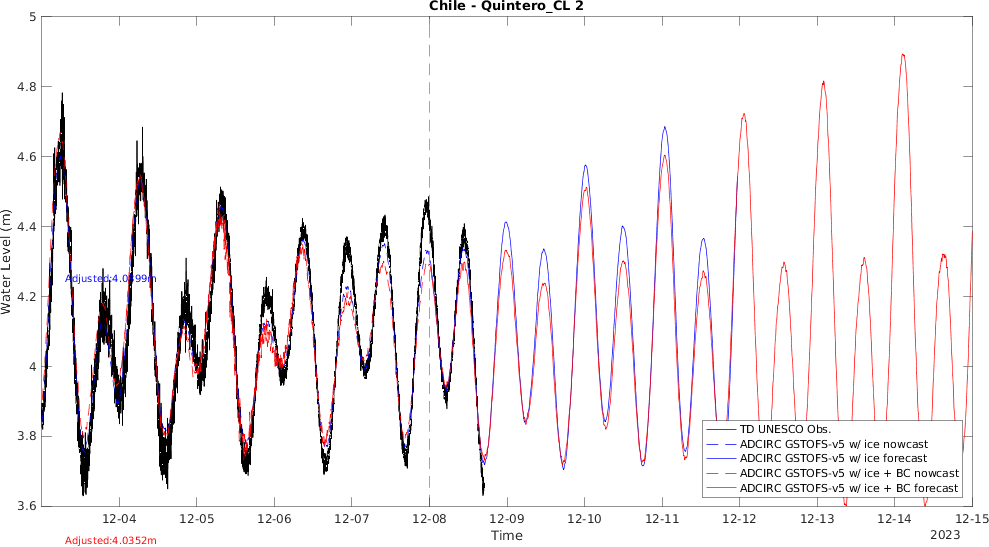 Chile - Quintero_CL 2
5
4.8
4.6
4.4
4.2
4
3.8
3.6
Water Level (m)
Adjusted:4.0399m
TD UNESCO Obs.
ADCIRC GSTOFS-v5 w/ ice nowcast
ADCIRC GSTOFS-v5 w/ ice forecast
ADCIRC GSTOFS-v5 w/ ice + BC nowcast
ADCIRC GSTOFS-v5 w/ ice + BC forecast
12-04 12-05 12-06 12-07 12-08 12-09 12-10 12-11 12-12 12-13 12-14 12-15
Time
2023
Adjusted:4.0352m